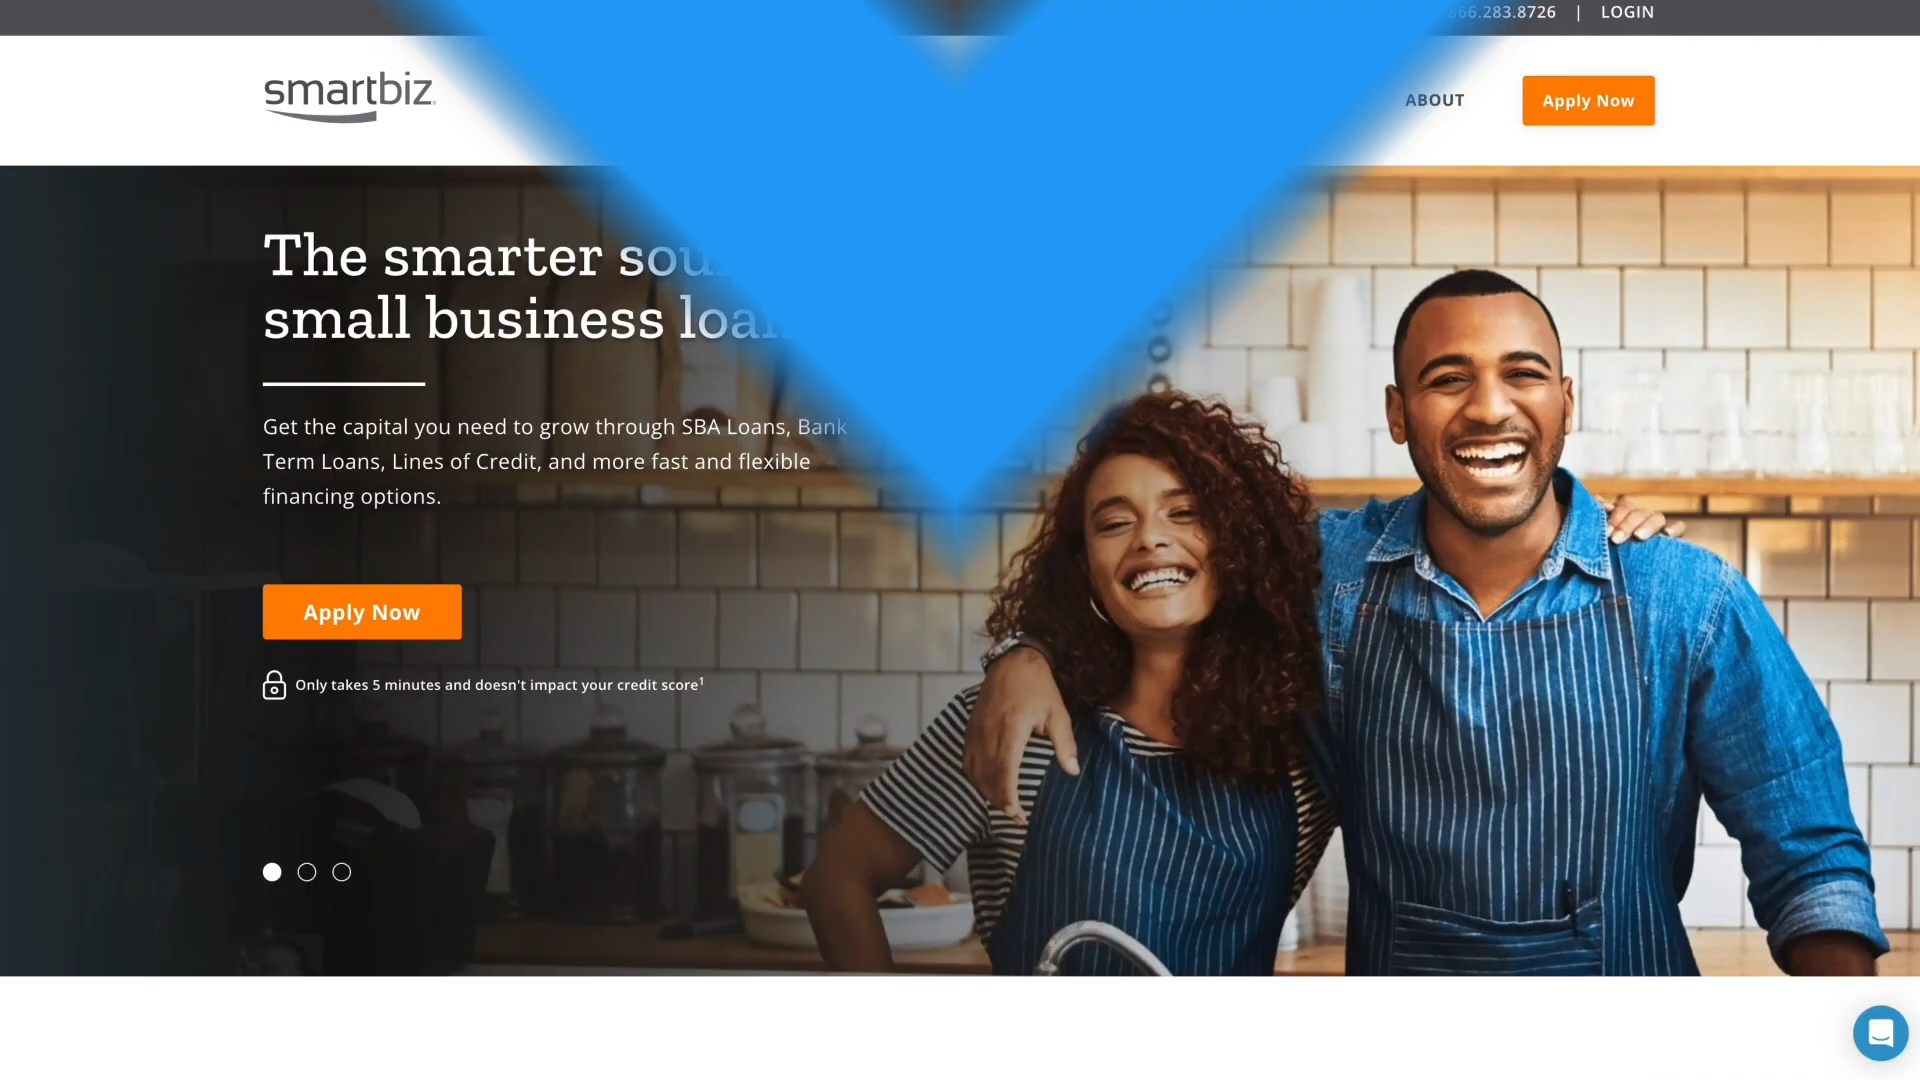 866.283.8726 | LOGIN
smartbiz
ABOUT
Apply Now
The smarter
small business
Get the capital you need to grow through SBA Loans, Bank
Term Loans, Lines of Credit, and more fast and flexible
financing options.
Apply Now
Only takes 5 minutes and doesn't impact your credit score1